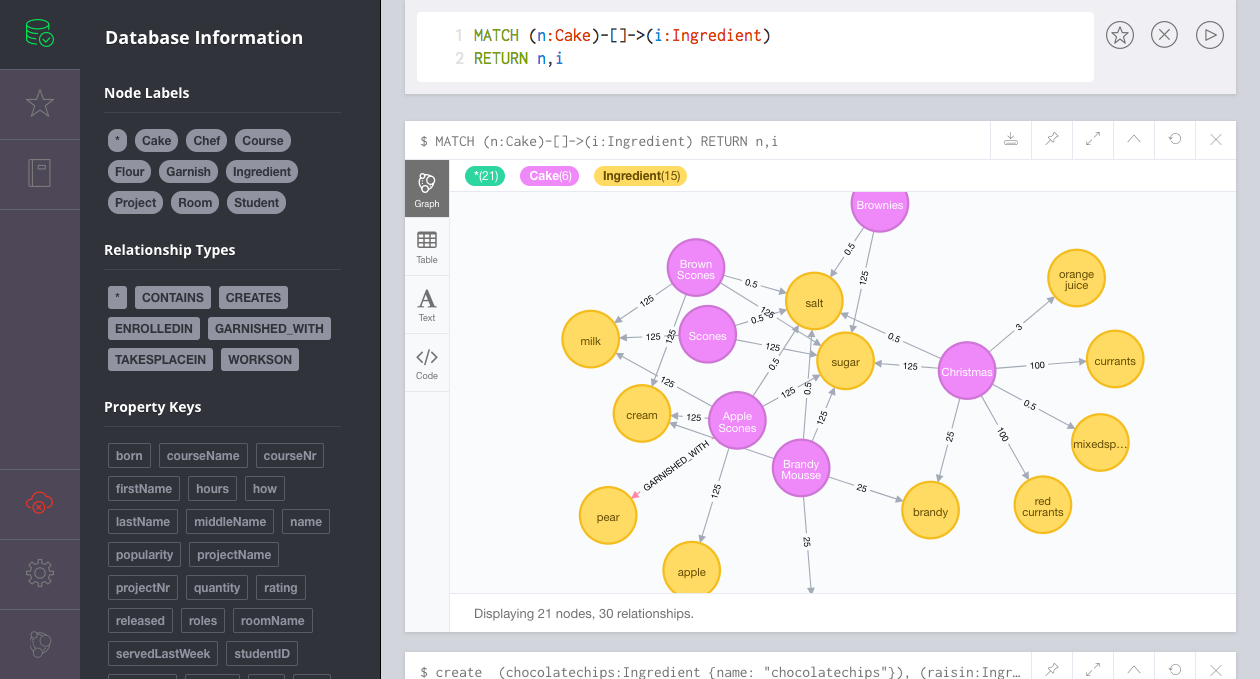 Database Information
Node Labels
* Cake Chef Course
Flour Garnish Ingredient
Project Room Student
Relationship Types
* CONTAINS CREATES
ENROLLEDIN GARNISHED_WITH
TAKESPLACEIN WORKSON
Property Keys
born courseName courseNr
firstName hours how
lastName middleName name
popularity projectName
projectNr quantity rating
released roles roomName
servedLastWeek studentID
1 MATCH (n:Cake)-[]->(i:Ingredient)
2 RETURN n,i
$ MATCH (n:Cake)-[]->(i:Ingredient) RETURN n,i
Graph
Table
Text
Code
*(21) Cake(6) Ingredient(15)
Brownies
0.5
125
Brown
Scones
0.5
125
125
125
orange
juice
salt
Scones
0.5
125
125
milk
sugar
0.5
3
125
Christmas
100
currants
0.5
125
0.5
125
125
cream
125
Apple
Scones
0.5
mixedsp...
25
100
GARNISHED_WITH
Brandy
Mousse
25
125
pear
brandy
red
currants
25
apple
Displaying 21 nodes, 30 relationships.
$ create (chocolatechips:Ingredient {name: "chocolatechips"}), (raisin:Ingr…